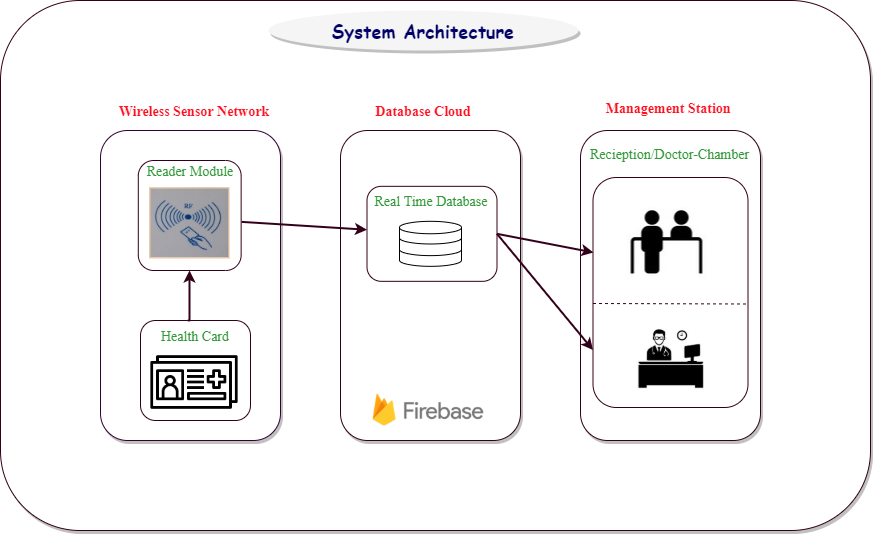 System Architecture
Wireless Sensor Network
Database Cloud
Management Station
Reader Module
RF
Health Card
Real Time Database
Firebase
Recieption/Doctor-Chamber